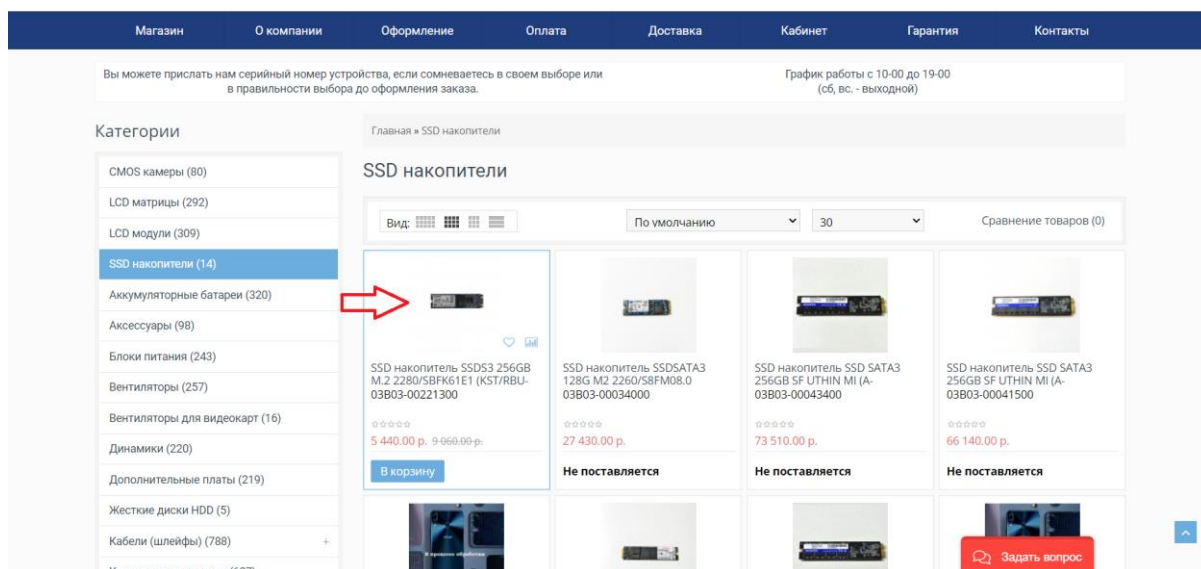 Магазин О компании Оформление Оплата Доставка Кабинет Гарантия Контакты
Вы можете прислать нам серийный номер устройства, если сомневаетесь в своем выборе или
в правильности выбора до оформления заказа.
График работы с 10-00 до 19-00
(сб, вс. - выходной)
Категории
CMOS камеры (80)
LCD матрицы (292)
LCD модули (309)
SSD накопители (14)
Аккумуляторные батареи (320)
Аксессуары (98)
Блоки питания (243)
Вентиляторы (257)
Вентиляторы для видеокарт (16)
Динамики (220)
Дополнительные платы (219)
Жесткие диски HDD (5)
Кабели (шлейфы) (788) +
Главная » SSD накопители
SSD накопители
Вид:
По умолчанию
30
Сравнение товаров (0)
SSD накопитель SSDS3 256GB
M.2 2280/SBFK61E1 (KST/RBU-
03B03-00221300
5 440.00 р. 9 060.00 р.
В корзину
SSD накопитель SSDSATA3
128G M2 2260/S8FM08.0
03B03-00034000
27 430.00 р.
Не поставляется
SSD накопитель SSD SATA3
256GB SF UTHIN MI (A-
03B03-00043400
73 510.00 р.
Не поставляется
SSD накопитель SSD SATA3
256GB SF UTHIN MI (A-
03B03-00041500
66 140.00 р.
Не поставляется
В процессе обработки
Задать вопрос